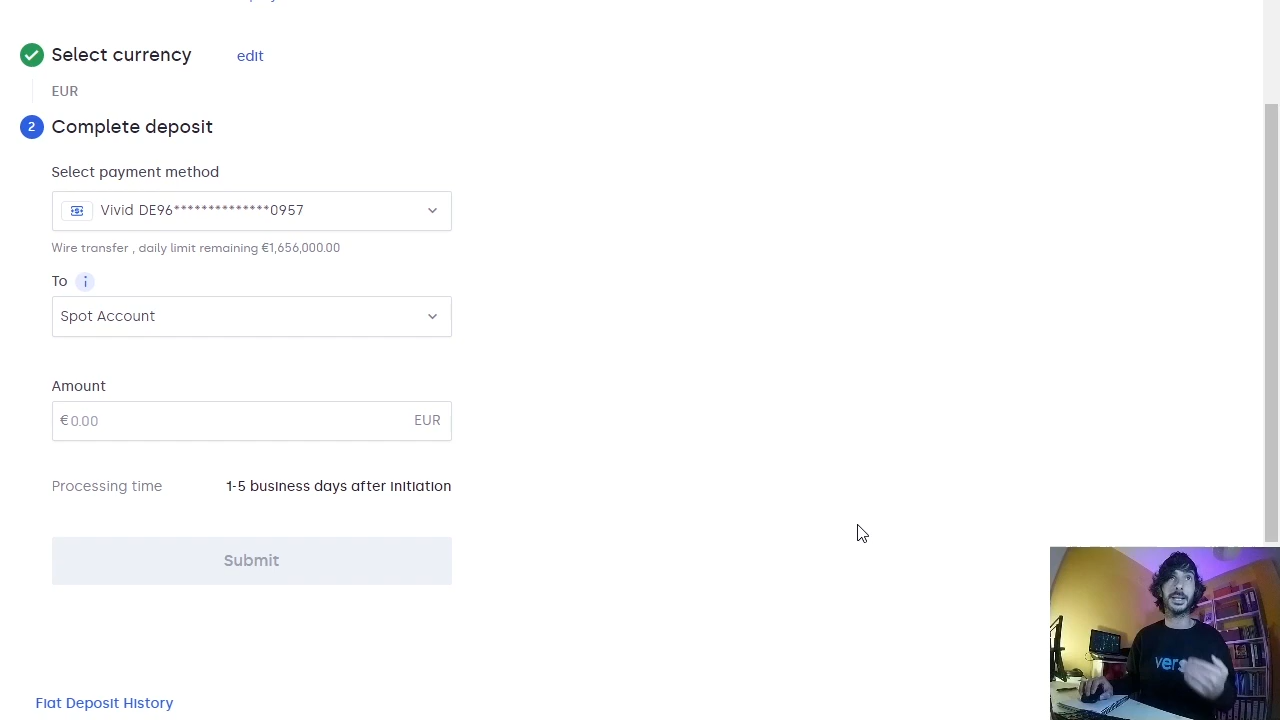 Select currency edit
EUR
2 Complete deposit
Select payment method
Vivid DE96**************0957
Wire transfer , daily limit remaining €1,656,000.00
To i
Spot Account
Amount
€0.00 EUR
Processing time 1-5 business days after initiation
Submit
Fiat Deposit History
vers